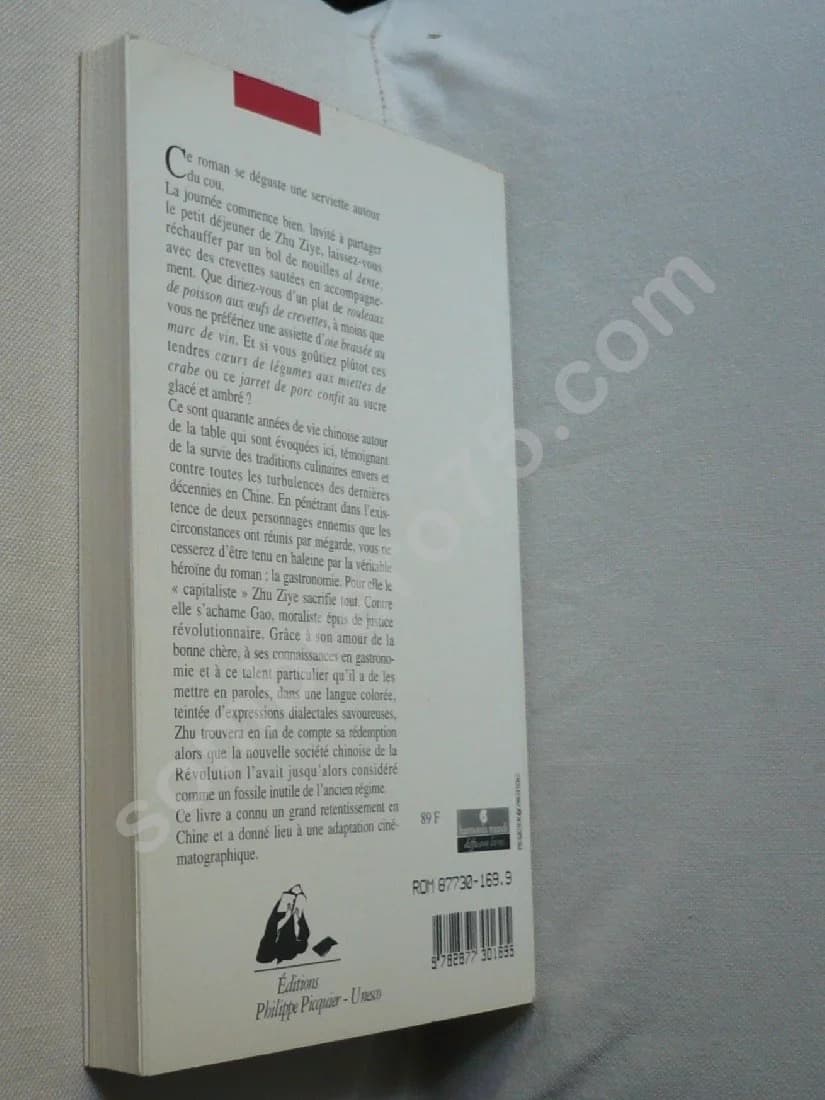 Ce roman se déguste une serviette autour
du cou.
La journée commence bien. Invité à partager
le petit déjeuner de Zhu Ziye, laissez-vous
réchauffer par un bol de nouilles al dente,
avec des crevettes sautées en accompagne-
ment. Que diriez-vous d'un plat de rouleaux
de poisson aux œufs de crevettes, à moins que
vous ne préfériez une assiette d'oie braisée au
marc de vin. Et si vous goûtiez plutôt ces
tendres cœurs de légumes aux miettes de
crabe ou ce jarret de porc confit au sucre
glacé et ambré ?
Ce sont quarante années de vie chinoise autour
de la table qui sont évoquées ici, témoignant
de la survie des traditions culinaires envers et
contre toutes les turbulences des dernières
décennies en Chine. En pénétrant dans l'exis-
tence de deux personnages ennemis que les
circonstances ont réunis par mégarde, vous ne
cesserez d'être tenu en haleine par la véritable
héroïne du roman : la gastronomie. Pour elle le
« capitaliste » Zhu Ziye sacrifie tout. Contre
elle s'acharne Gao, moraliste épris de justice
révolutionnaire. Grâce à son amour de la
bonne chère, à ses connaissances en gastrono-
mie et à ce talent particulier qu'il a de les
mettre en paroles, dans une langue colorée,
teintée d'expressions dialectales savoureuses,
Zhu trouvera en fin de compte sa rédemption
alors que la nouvelle société chinoise de la
Révolution l'avait jusqu'alors considéré
comme un fossile inutile de l'ancien régime.
Ce livre a connu un grand retentissement en
Chine et a donné lieu à une adaptation ciné-
matographique.
89 F
harmonia mundi
diffusion livres
ROM 87730-169.9
9 782877 301695
Éditions
Philippe Picquier - Unesco